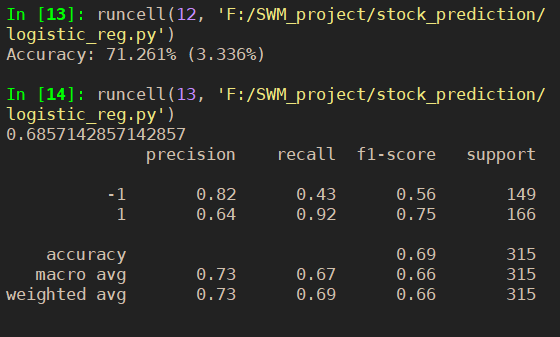 In [13]: runcell(12, 'F:/SWM_project/stock_prediction/
logistic_reg.py')
Accuracy: 71.261% (3.336%)
In [14]: runcell(13, 'F:/SWM_project/stock_prediction/
logistic_reg.py')
0.6857142857142857
precision recall f1-score support
-1 0.82 0.43 0.56 149
1 0.64 0.92 0.75 166
accuracy 0.69 315
macro avg 0.73 0.67 0.66 315
weighted avg 0.73 0.69 0.66 315